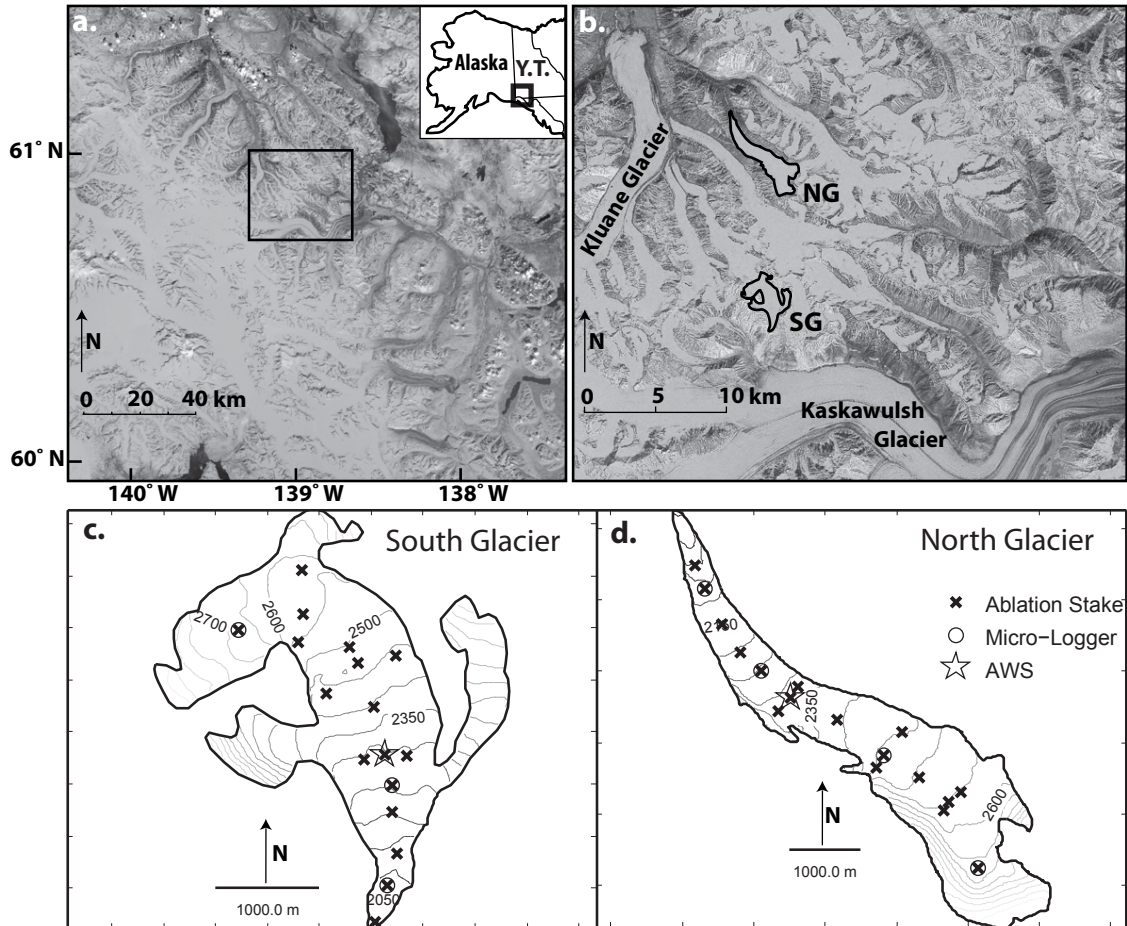 a.
Alaska
Y.T.
61° N
N
0 20 40 km
60° N
140° W 139° W 138° W
b.
Kluane Glacier
NG
SG
N
0 5 10 km
Kaskawulsh
Glacier
c.
South Glacier
2700
2600
2500
2350
2050
N
1000.0 m
d.
North Glacier
Ablation Stake
Micro−Logger
AWS
2350
2600
N
1000.0 m